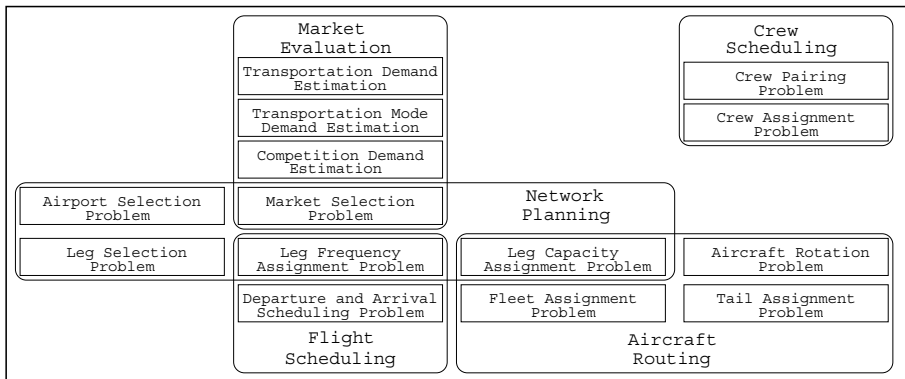 Market
Evaluation
Transportation Demand
Estimation
Transportation Mode
Demand Estimation
Competition Demand
Estimation
Crew
Scheduling
Crew Pairing
Problem
Crew Assignment
Problem
Airport Selection
Problem
Market Selection
Problem
Network
Planning
Leg Selection
Problem
Leg Frequency
Assignment Problem
Leg Capacity
Assignment Problem
Aircraft Rotation
Problem
Departure and Arrival
Scheduling Problem
Fleet Assignment
Problem
Tail Assignment
Problem
Flight
Scheduling
Aircraft
Routing